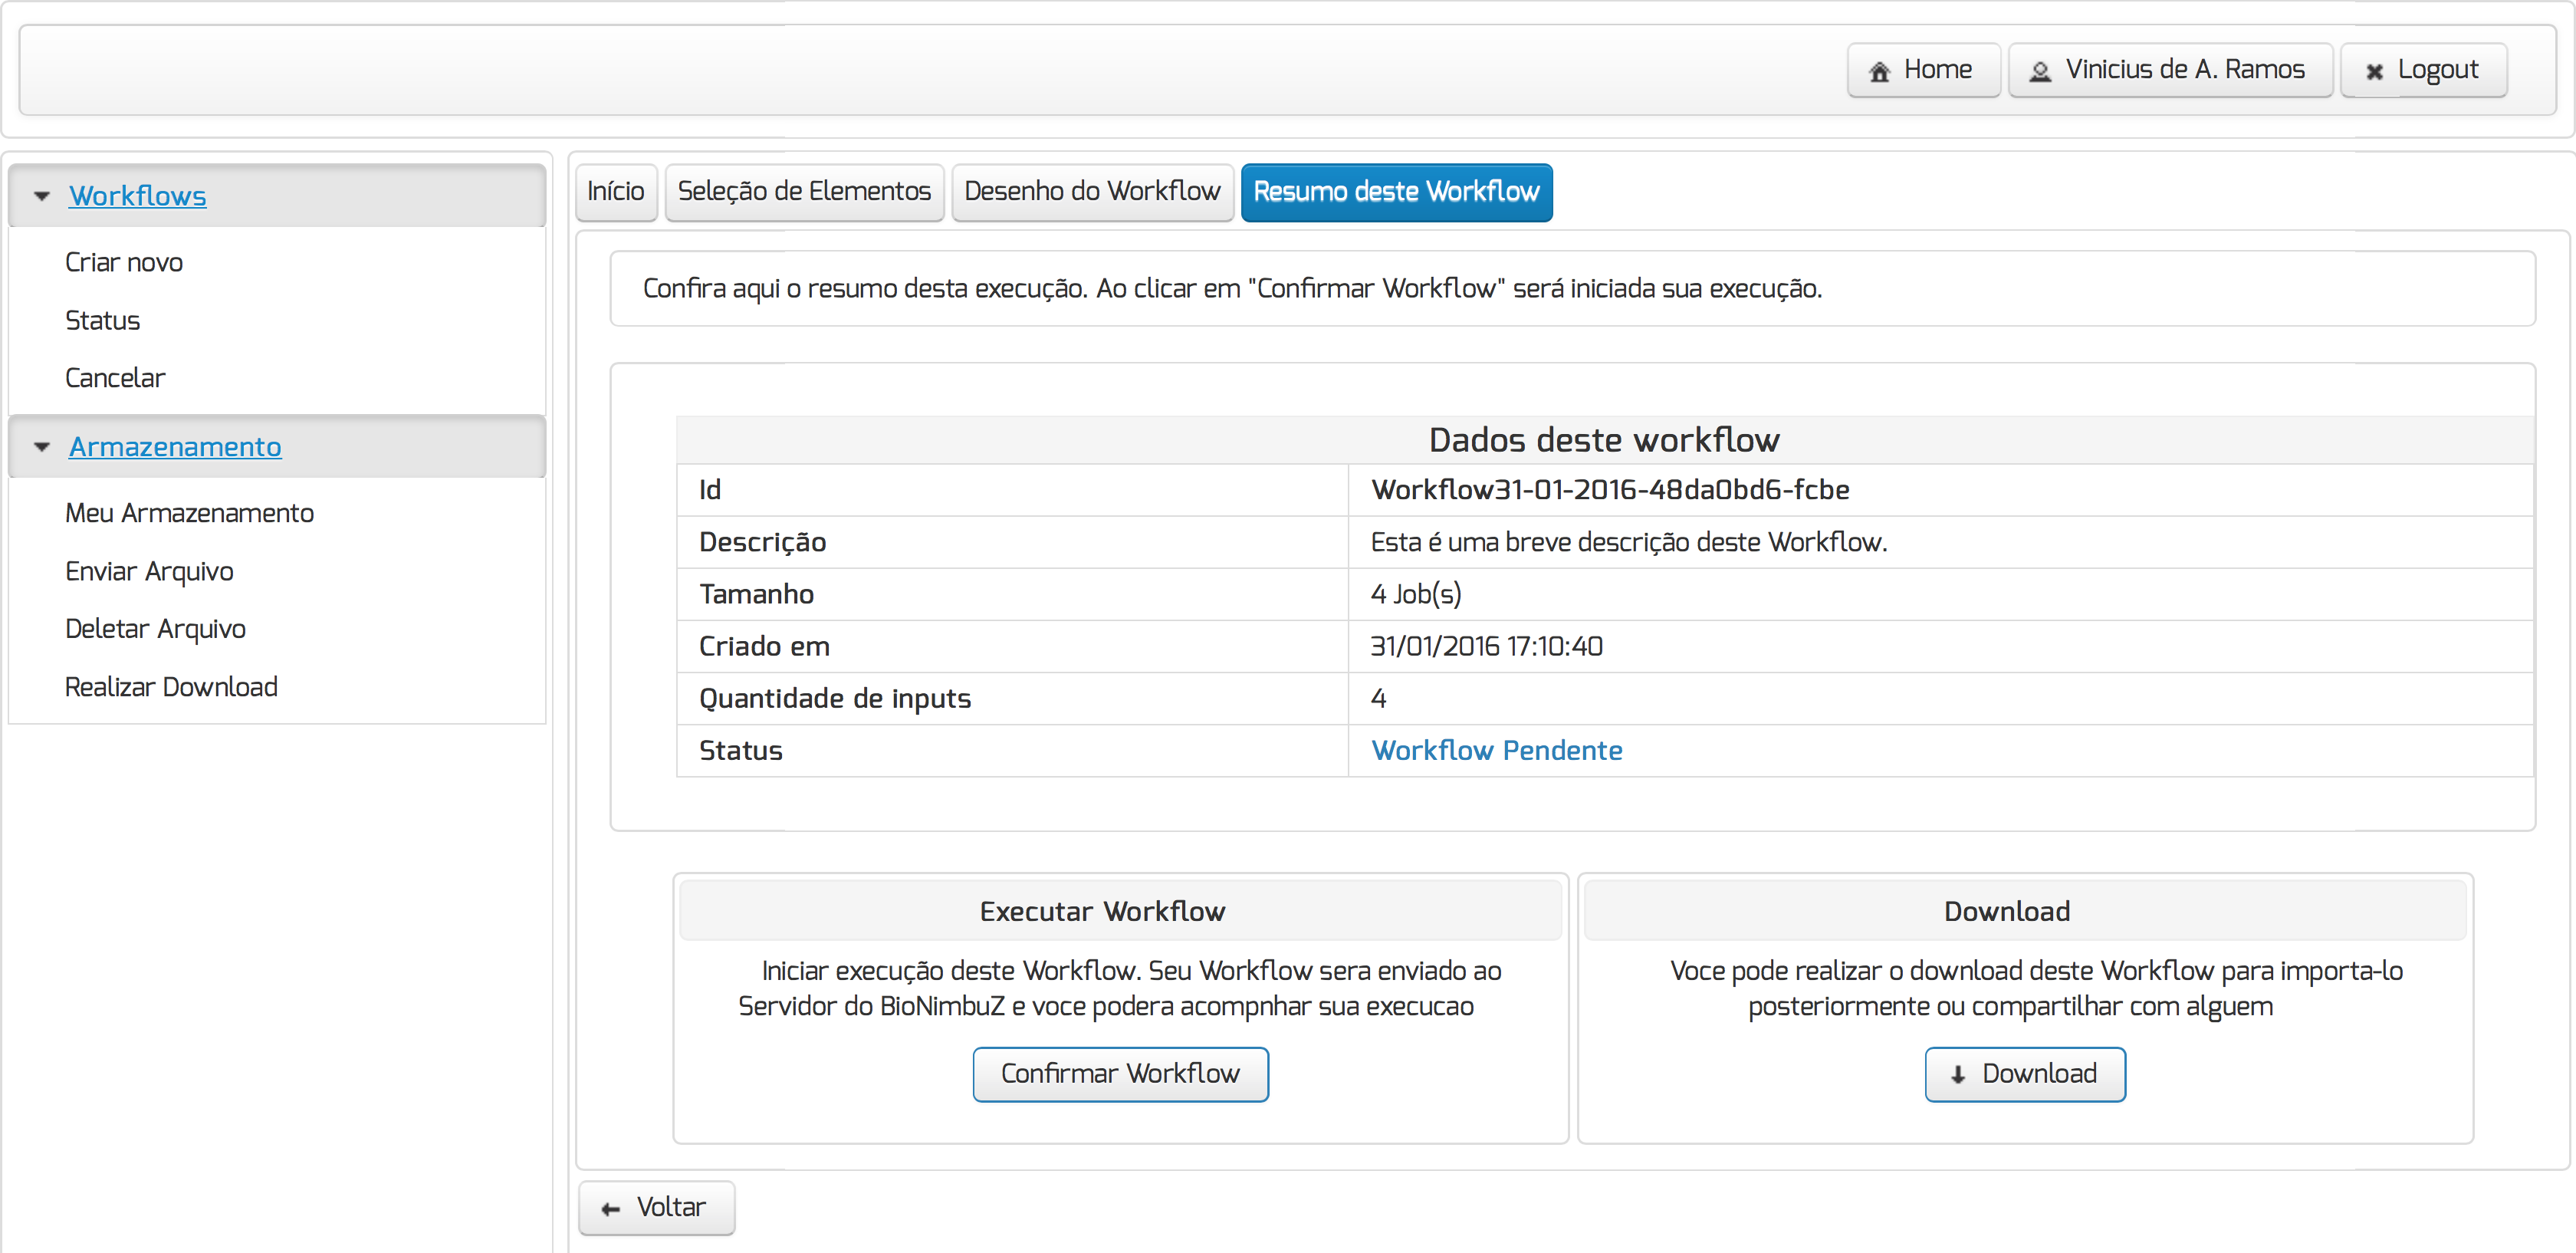 Home
Vinicius de A. Ramos
Logout
Workflows
Criar novo
Status
Cancelar
Armazenamento
Meu Armazenamento
Enviar Arquivo
Deletar Arquivo
Realizar Download
Início
Seleção de Elementos
Desenho do Workflow
Resumo deste Workflow
Confira aqui o resumo desta execução. Ao clicar em "Confirmar Workflow" será iniciada sua execução.
Dados deste workflow
Id Workflow31-01-2016-48da0bd6-fcbe
Descrição Esta é uma breve descrição deste Workflow.
Tamanho 4 Job(s)
Criado em 31/01/2016 17:10:40
Quantidade de inputs 4
Status Workflow Pendente
Executar Workflow
Iniciar execução deste Workflow. Seu Workflow sera enviado ao
Servidor do BioNimbuZ e voce podera acompnhar sua execucao
Confirmar Workflow
Download
Voce pode realizar o download deste Workflow para importa-lo
posteriormente ou compartilhar com alguem
Download
Voltar